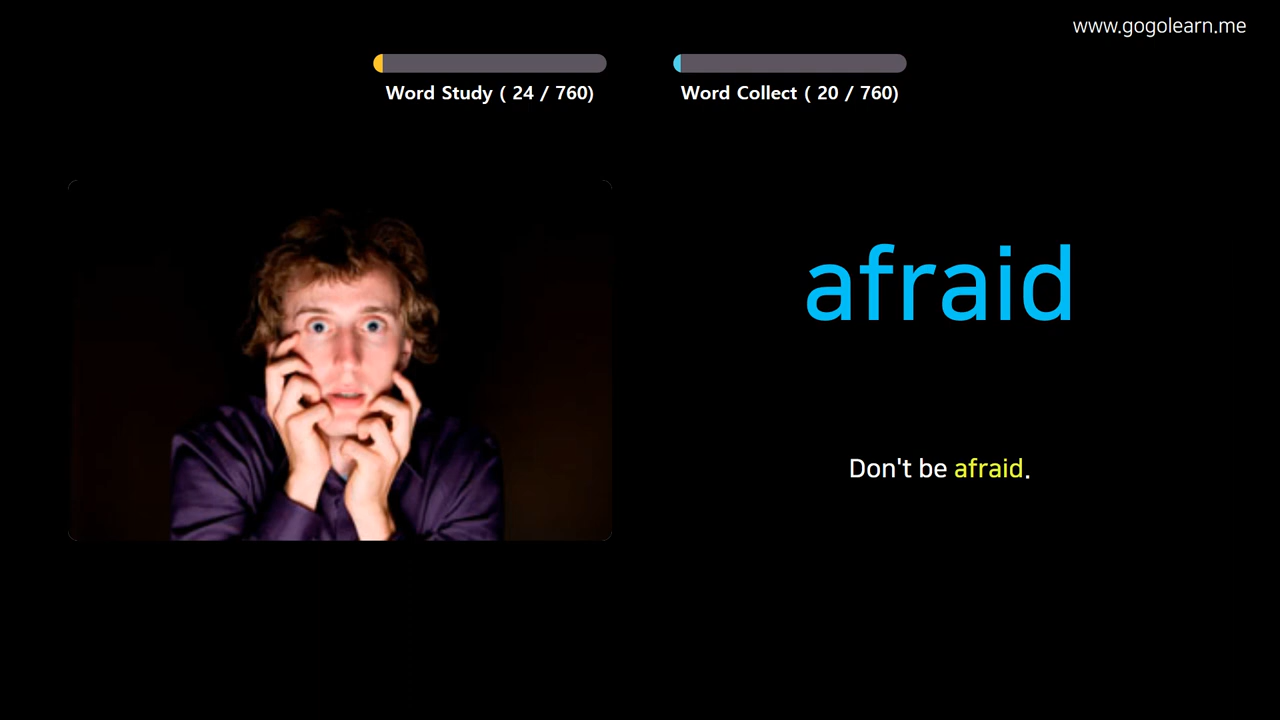 www.gogolearn.me
Word Study ( 24 / 760)
Word Collect ( 20 / 760)
afraid
Don't be afraid.